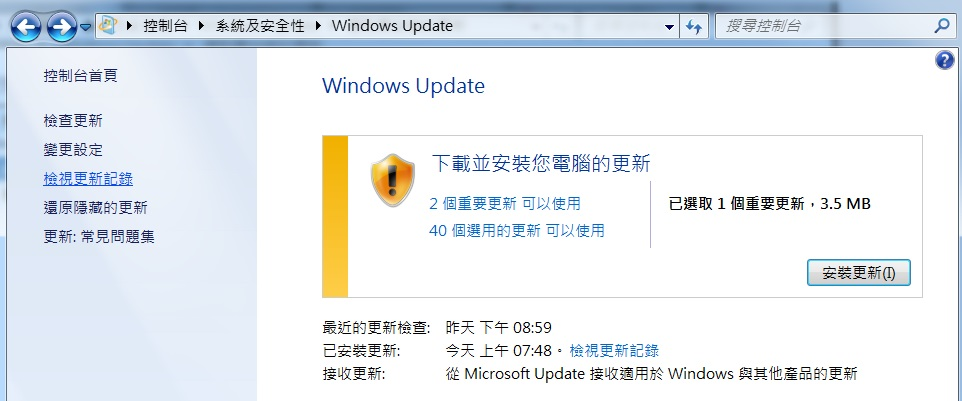 控制台 ▸ 系統及安全性 ▸ Windows Update
搜尋控制台
控制台首頁
檢查更新
變更設定
檢視更新記錄
還原隱藏的更新
更新: 常見問題集
Windows Update
下載並安裝您電腦的更新
2 個重要更新 可以使用
40 個選用的更新 可以使用
已選取 1 個重要更新，3.5 MB
安裝更新(I)
最近的更新檢查: 昨天 下午 08:59
已安裝更新: 今天 上午 07:48。檢視更新記錄
接收更新: 從 Microsoft Update 接收適用於 Windows 與其他產品的更新